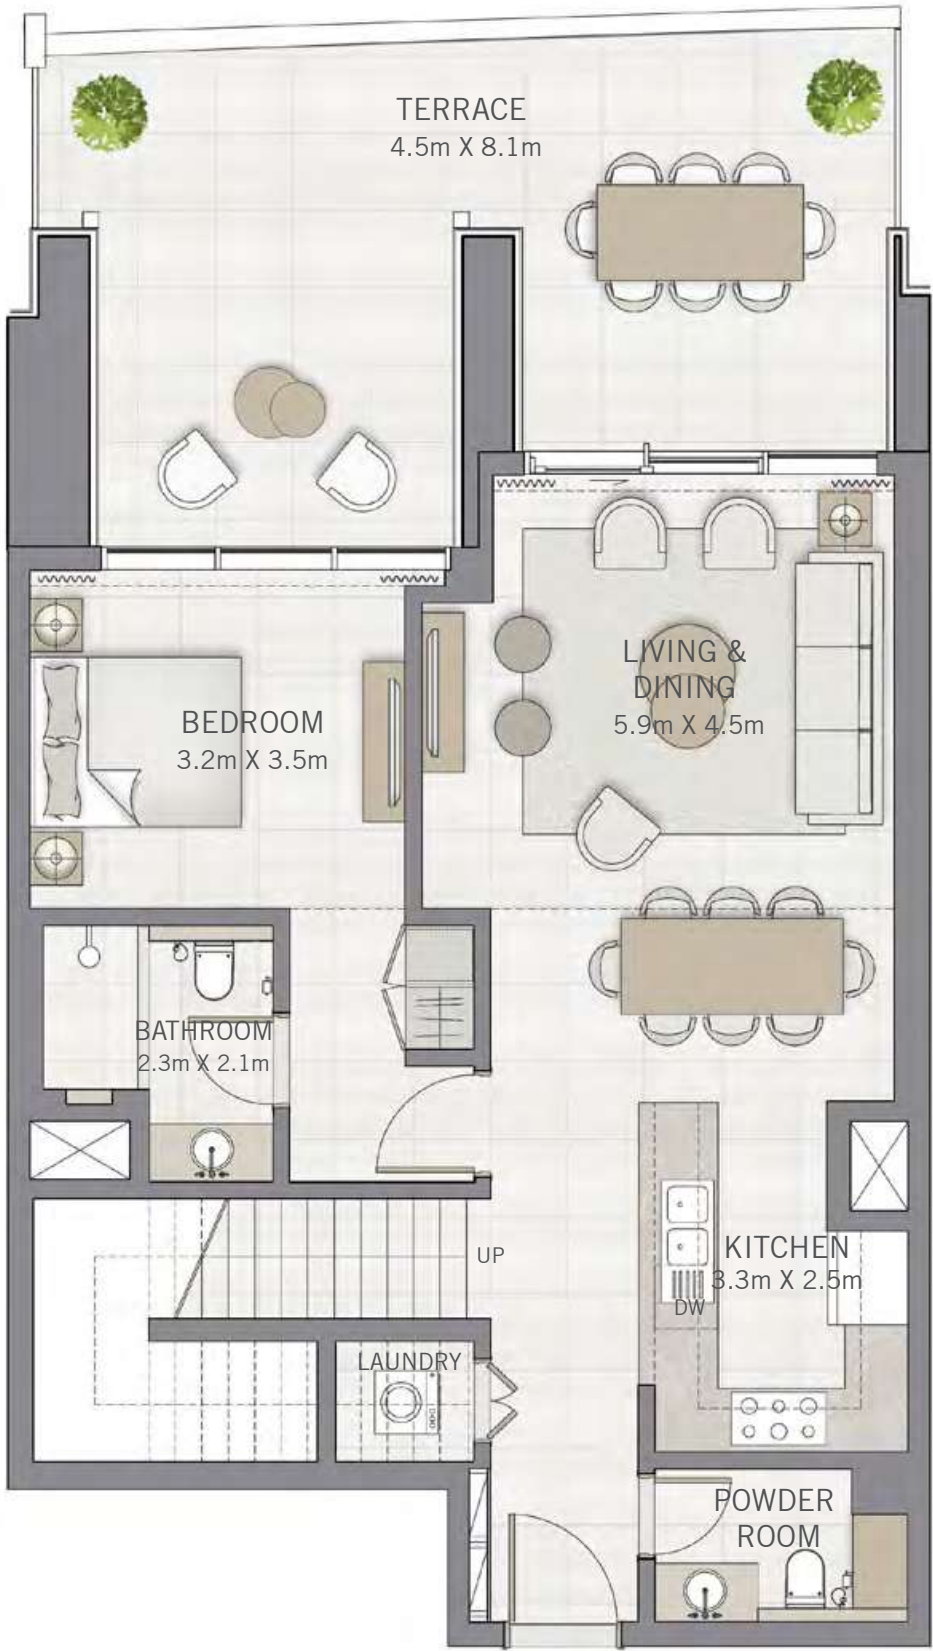 TERRACE
4.5m X 8.1m
LIVING &
DINING
5.9m X 4.5m
BEDROOM
3.2m X 3.5m
BATHROOM
2.3m X 2.1m
UP
KITCHEN
3.3m X 2.5m
DW
LAUNDRY
POWDER
ROOM